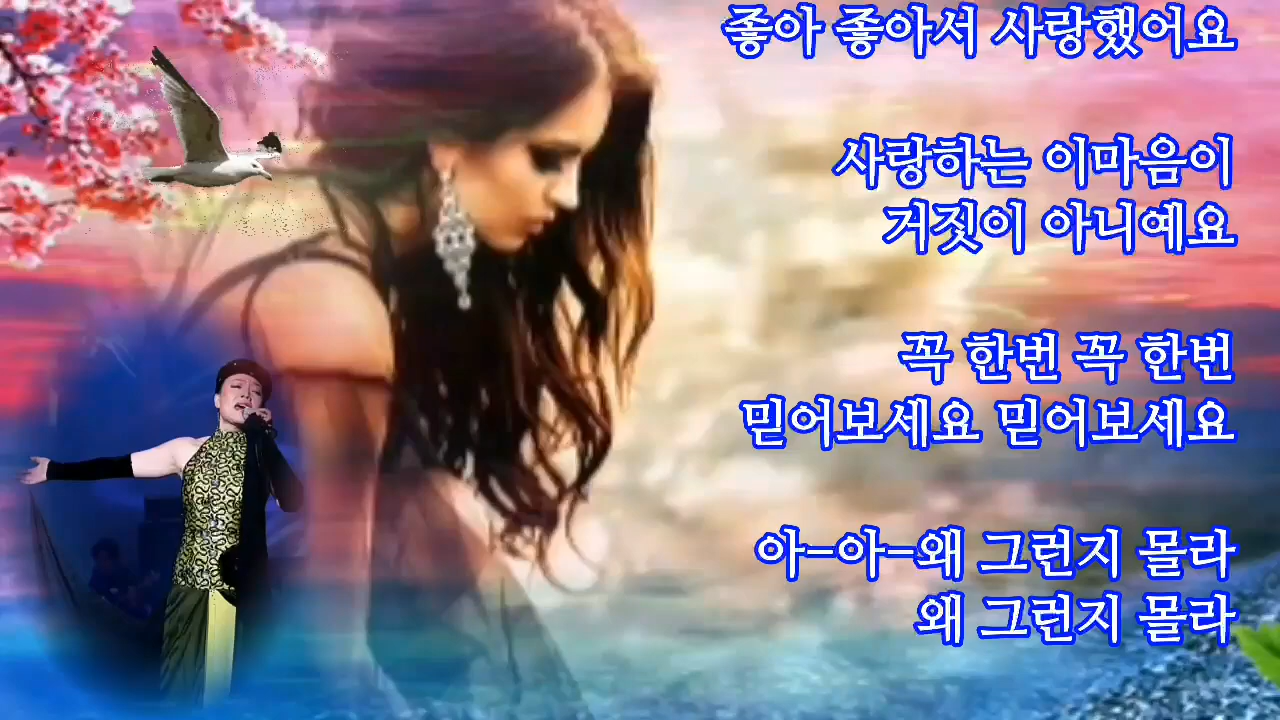 좋아 좋아서 사랑했어요
사랑하는 이마음이
거짓이 아니예요
꼭 한번 꼭 한번
믿어보세요 믿어보세요
아-아-왜 그런지 몰라
왜 그런지 몰라